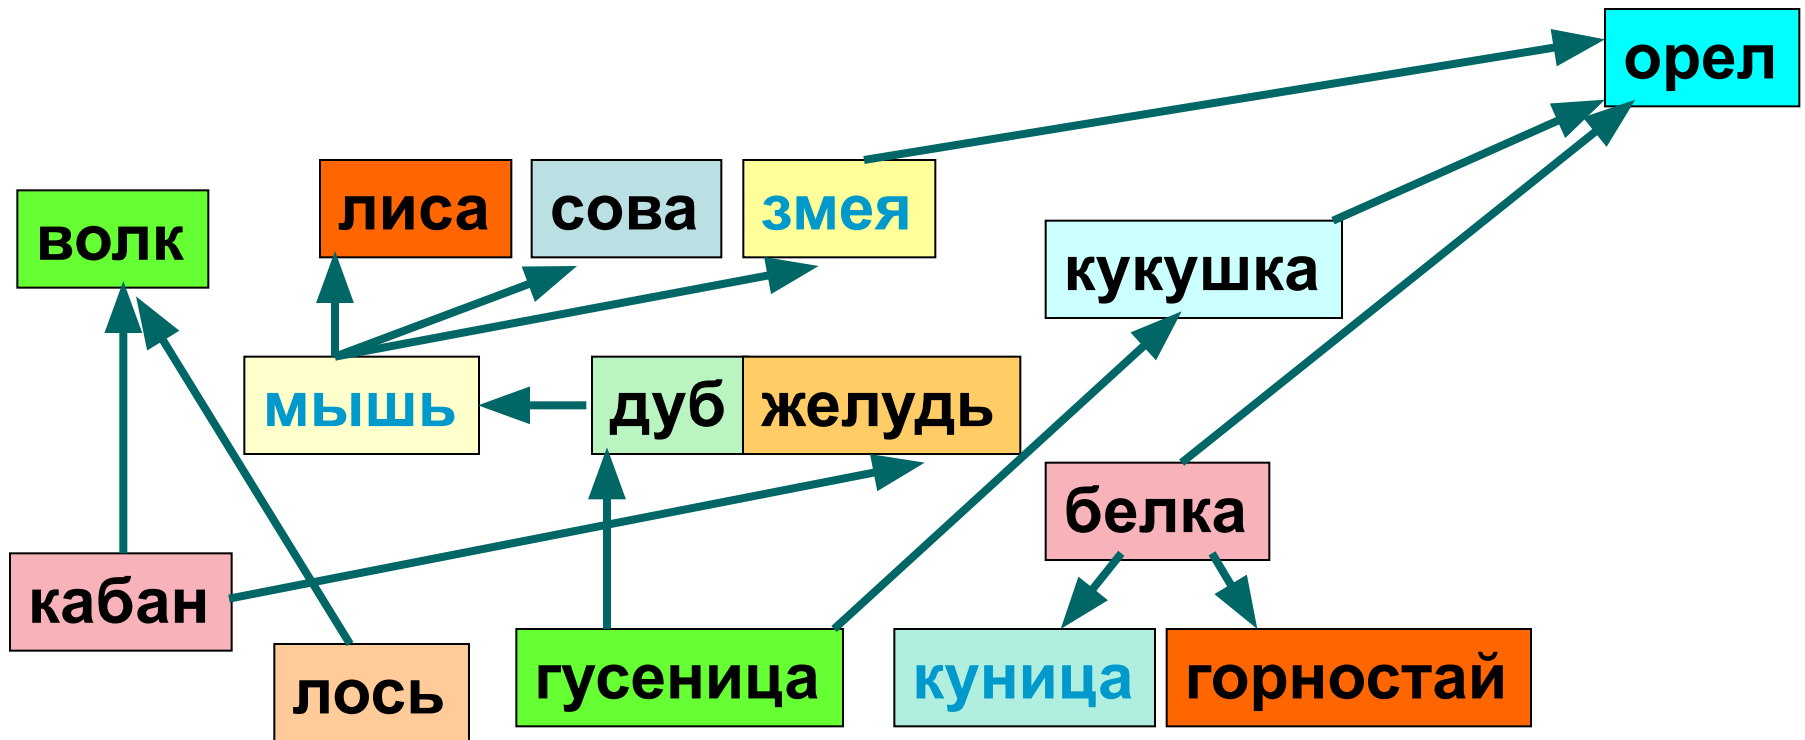 орел
лиса
сова
змея
волк
кукушка
мышь
дуб
желудь
белка
кабан
лось
гусеница
куница
горностай